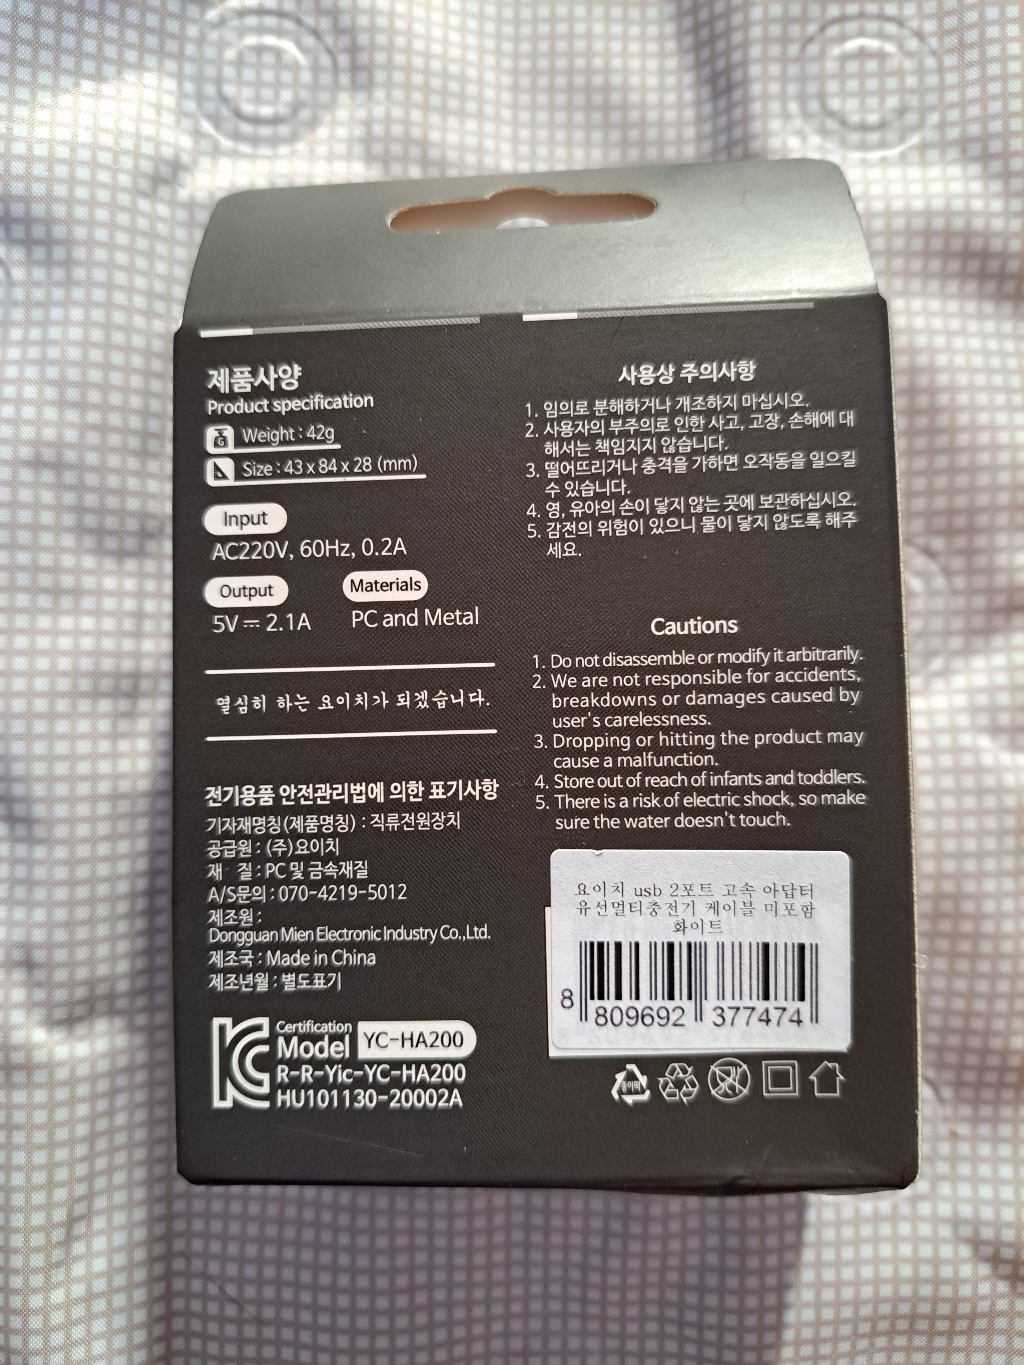 제품사양
Product specification
Weight : 42g
Size : 43 x 84 x 28 (mm)
Input
AC220V, 60Hz, 0.2A
Output
5V ⎓ 2.1A
Materials
PC and Metal
열심히 하는 요이치가 되겠습니다.
전기용품 안전관리법에 의한 표기사항
기자재명칭(제품명칭) : 직류전원장치
공급원 : (주)요이치
재 질 : PC 및 금속재질
A/S문의 : 070-4219-5012
제조원 :
Dongguan Mien Electronic Industry Co.,Ltd.
제조국 : Made in China
제조년월 : 별도표기
Certification
Model YC-HA200
R-R-Yic-YC-HA200
HU101130-20002A
사용상 주의사항
1. 임의로 분해하거나 개조하지 마십시오.
2. 사용자의 부주의로 인한 사고, 고장, 손해에 대
해서는 책임지지 않습니다.
3. 떨어뜨리거나 충격을 가하면 오작동을 일으킬
수 있습니다.
4. 영, 유아의 손이 닿지 않는 곳에 보관하십시오.
5. 감전의 위험이 있으니 물이 닿지 않도록 해주
세요.
Cautions
1. Do not disassemble or modify it arbitrarily.
2. We are not responsible for accidents,
breakdowns or damages caused by
user's carelessness.
3. Dropping or hitting the product may
cause a malfunction.
4. Store out of reach of infants and toddlers.
5. There is a risk of electric shock, so make
sure the water doesn't touch.
요이치 usb 2포트 고속 아답터
유선멀티충전기 케이블 미포함
화이트
8 809692 377474
종이팩